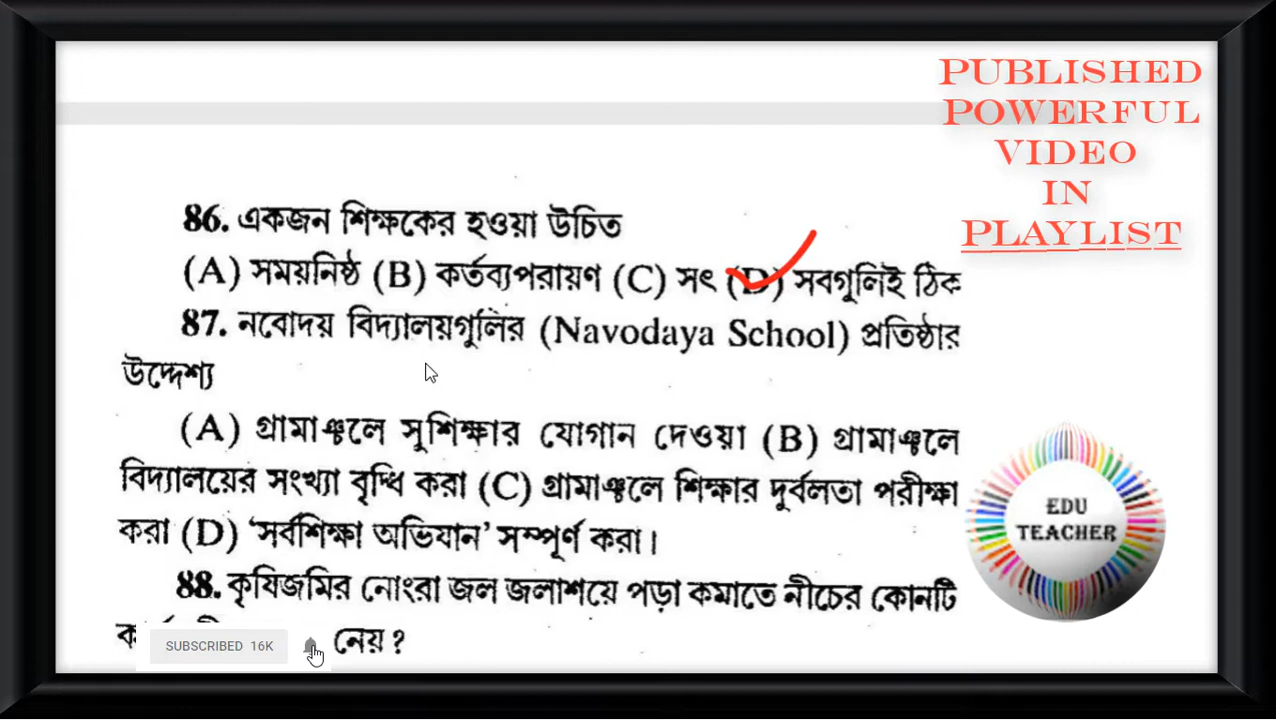 PUBLISHED
POWERFUL
VIDEO
IN
PLAYLIST
86. একজন শিক্ষকের হওয়া উচিত
(A) সময়নিষ্ঠ (B) কর্তব্যপরায়ণ (C) সৎ (D) সবগুলিই ঠিক
87. নবোদয় বিদ্যালয়গুলির (Navodaya School) প্রতিষ্ঠার
উদ্দেশ্য
(A) গ্রামাঞ্চলে সুশিক্ষার যোগান দেওয়া (B) গ্রামাঞ্চলে
বিদ্যালয়ের সংখ্যা বৃদ্ধি করা (C) গ্রামাঞ্চলে শিক্ষার দুর্বলতা পরীক্ষা
করা (D) ‘সর্বশিক্ষা অভিযান’ সম্পূর্ণ করা।
88. কৃষিজমির নোংরা জল জলাশয়ে পড়া কমাতে নীচের কোনটি
নেয় ?
EDU
TEACHER
SUBSCRIBED 16K